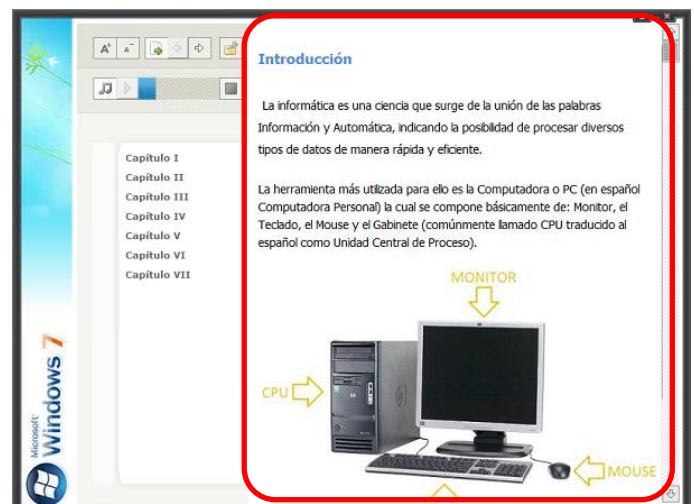 A+ A-
Capítulo I
Capítulo II
Capítulo III
Capítulo IV
Capítulo V
Capítulo VI
Capítulo VII
Microsoft
Windows 7
Introducción
La informática es una ciencia que surge de la unión de las palabras
Información y Automática, indicando la posibilidad de procesar diversos
tipos de datos de manera rápida y eficiente.
La herramienta más utilizada para ello es la Computadora o PC (en español
Computadora Personal) la cual se compone básicamente de: Monitor, el
Teclado, el Mouse y el Gabinete (comúnmente llamado CPU traducido al
español como Unidad Central de Proceso).
MONITOR
CPU
MOUSE